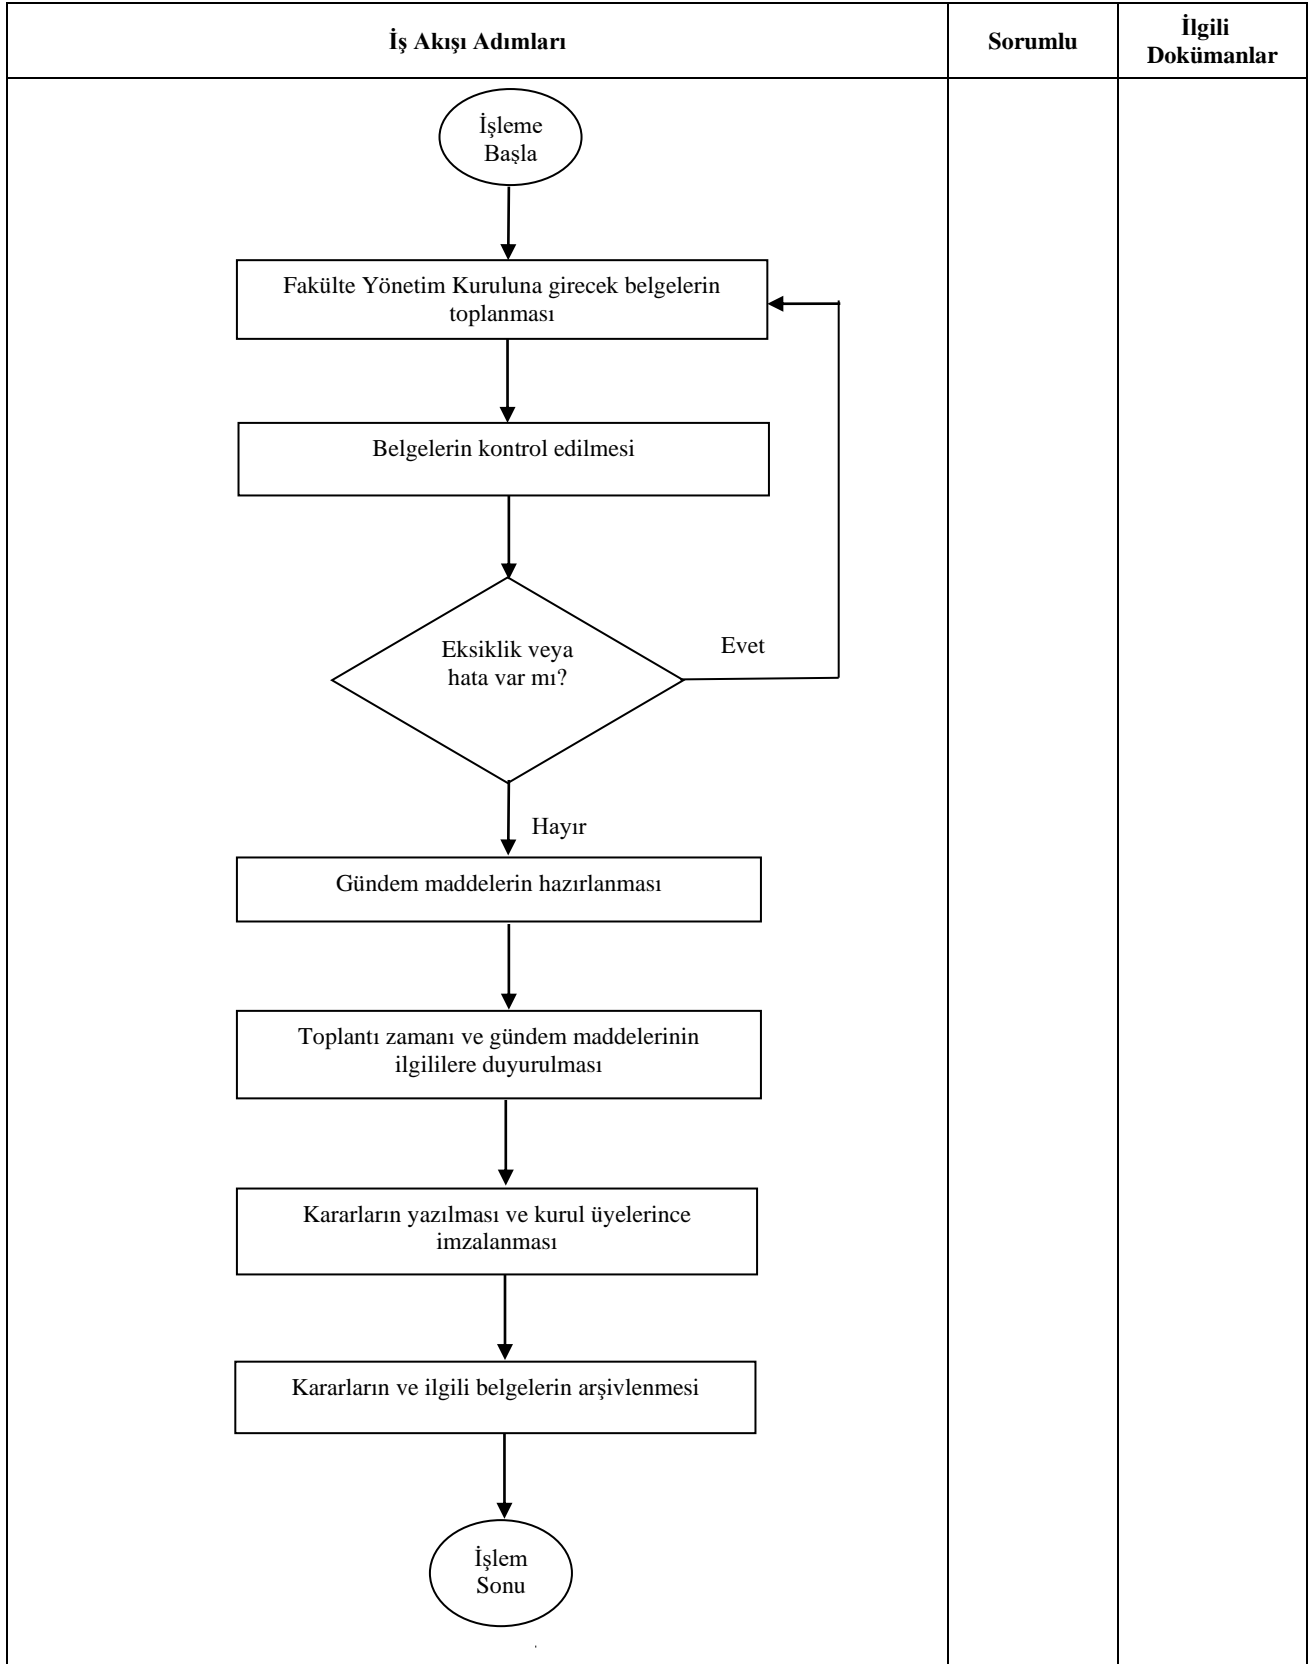 İş Akışı Adımları
Sorumlu
İlgili
Dokümanlar
İşleme
Başla
Fakülte Yönetim Kuruluna girecek belgelerin
toplanması
Belgelerin kontrol edilmesi
Eksiklik veya
hata var mı?
Evet
Hayır
Gündem maddelerin hazırlanması
Toplantı zamanı ve gündem maddelerinin
ilgililere duyurulması
Kararların yazılması ve kurul üyelerince
imzalanması
Kararların ve ilgili belgelerin arşivlenmesi
İşlem
Sonu